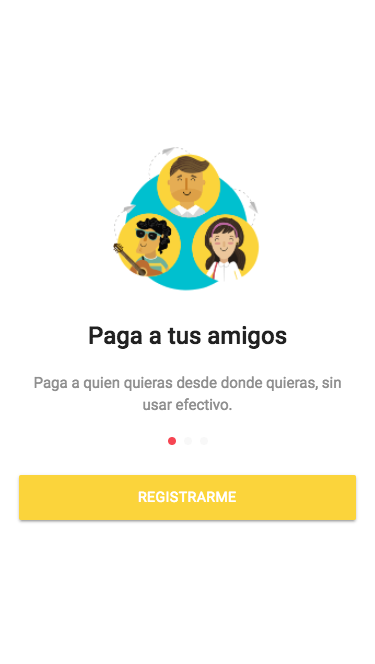 Paga a tus amigos
Paga a quien quieras desde donde quieras, sin
usar efectivo.
REGISTRARME